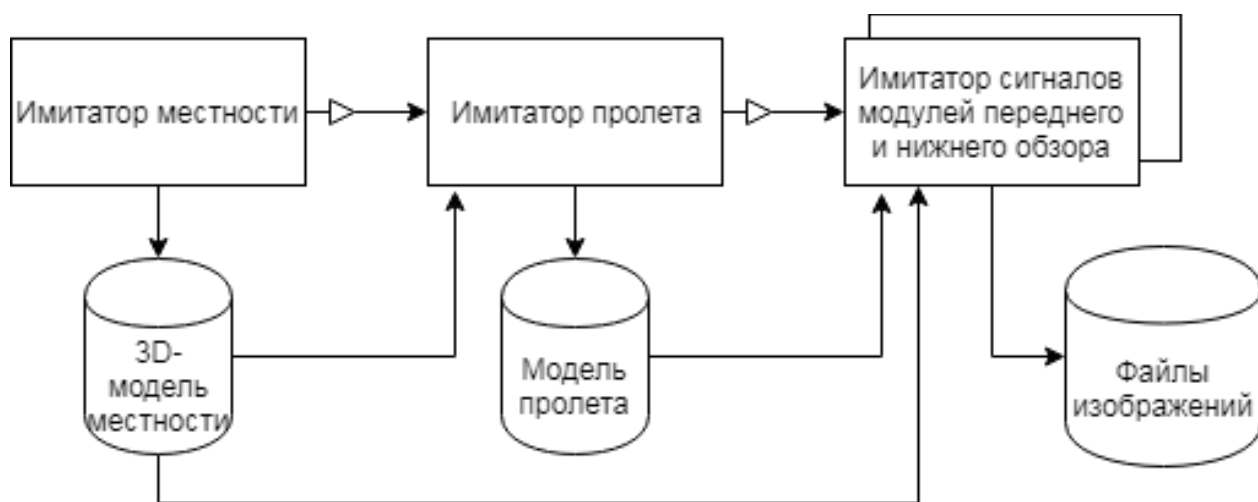 Имитатор местности
Имитатор пролета
Имитатор сигналов
модулей переднего
и нижнего обзора
3D-
модель
местности
Модель
пролета
Файлы
изображений